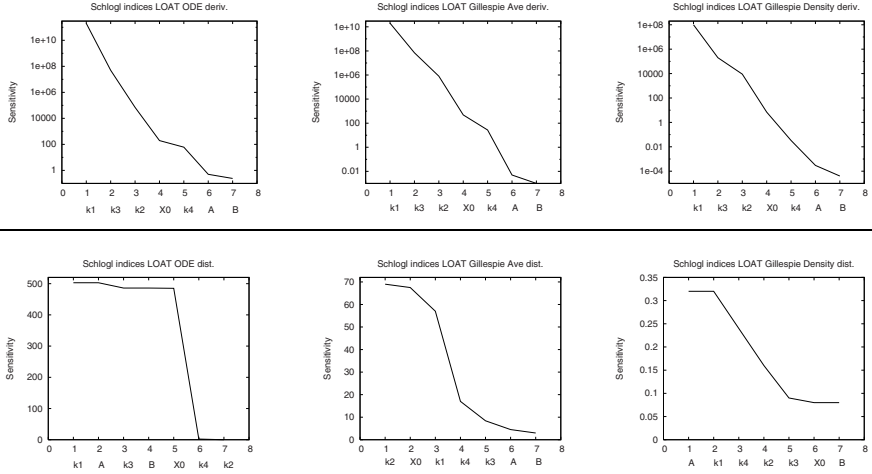 Schlogl indices LOAT ODE deriv.
1e+10
1e+08
1e+06
10000
100
1
Sensitivity
0 1 2 3 4 5 6 7 8
k1 k3 k2 X0 k4 A B
Schlogl indices LOAT Gillespie Ave deriv.
1e+10
1e+08
1e+06
10000
100
1
0.01
Sensitivity
0 1 2 3 4 5 6 7 8
k1 k3 k2 X0 k4 A B
Schlogl indices LOAT Gillespie Density deriv.
1e+08
1e+06
10000
100
1
0.01
1e-04
Sensitivity
0 1 2 3 4 5 6 7 8
k1 k3 k2 X0 k4 A B
Schlogl indices LOAT ODE dist.
500
400
300
200
100
0
Sensitivity
0 1 2 3 4 5 6 7 8
k1 A k3 B X0 k4 k2
Schlogl indices LOAT Gillespie Ave dist.
70
60
50
40
30
20
10
0
Sensitivity
0 1 2 3 4 5 6 7 8
k2 X0 k1 k4 k3 A B
Schlogl indices LOAT Gillespie Density dist.
0.35
0.3
0.25
0.2
0.15
0.1
0.05
0
Sensitivity
0 1 2 3 4 5 6 7 8
A k1 k4 k2 k3 X0 B